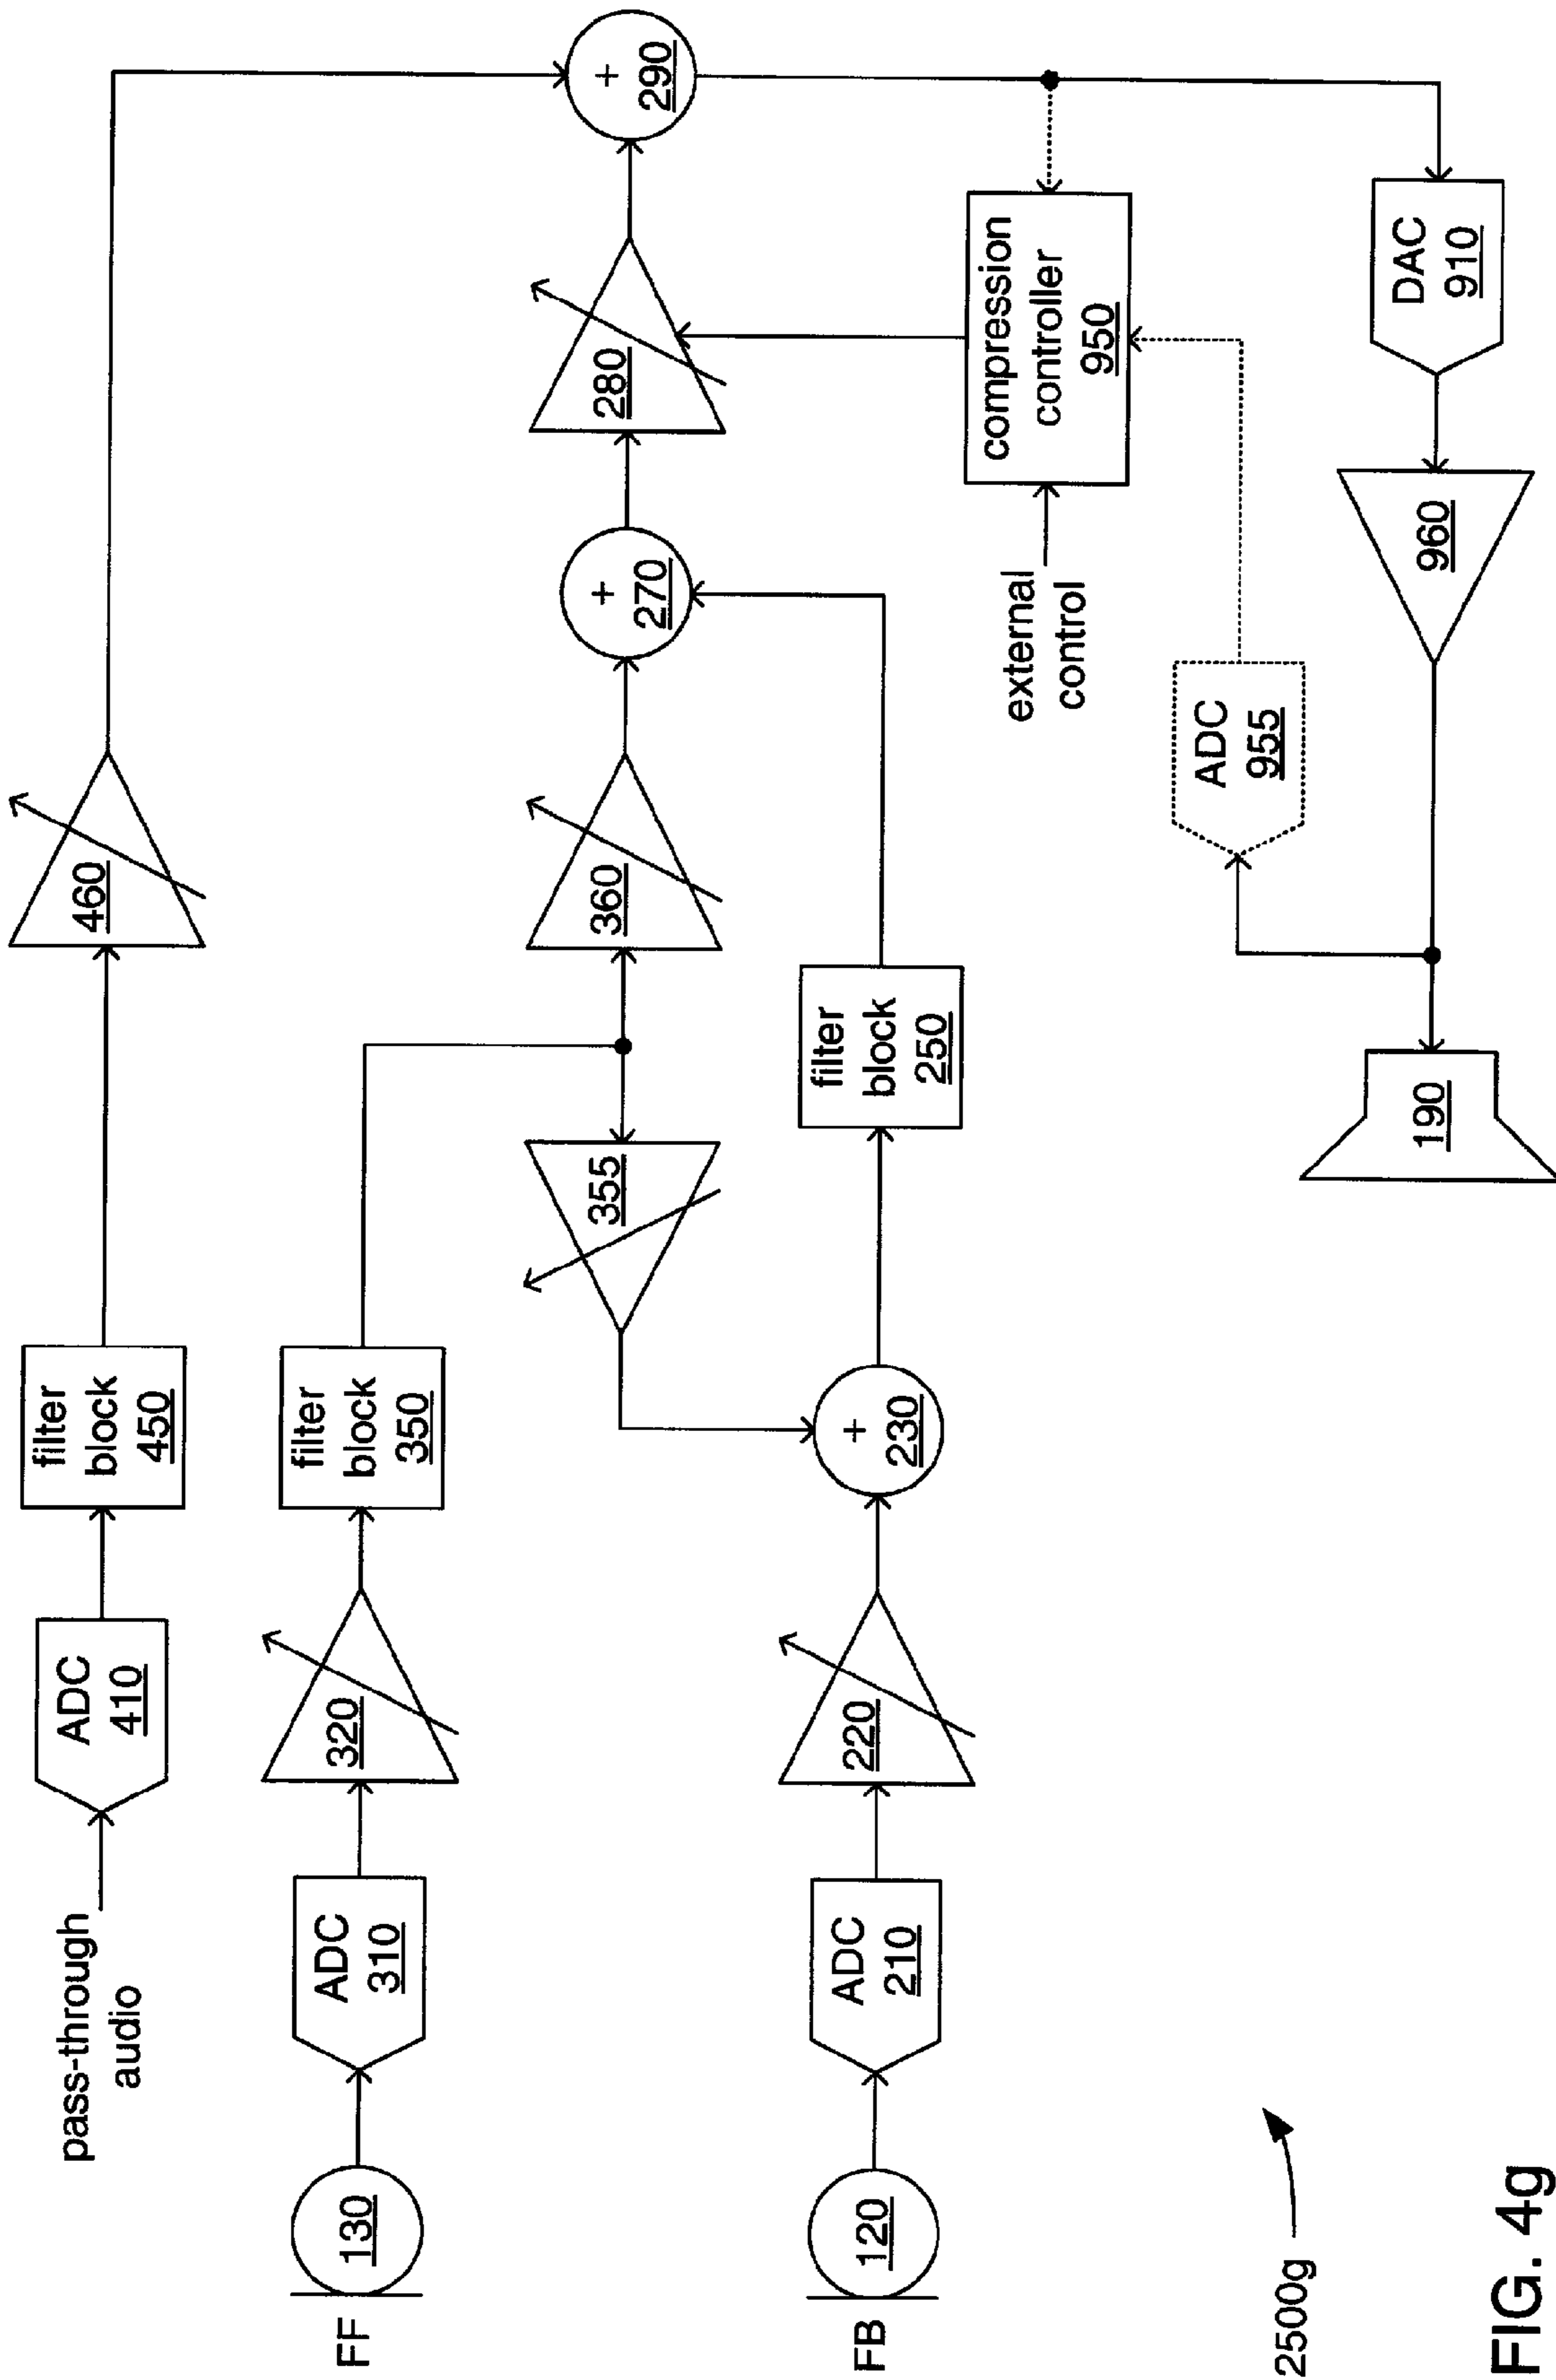 pass-through
audio
ADC
410
filter
block
450
460
FF
130
ADC
310
320
filter
block
350
355
360
+
270
280
+
290
FB
120
ADC
210
220
+
230
filter
block
250
external
control
compression
controller
950
ADC
955
DAC
910
960
190
2500g
FIG. 4g